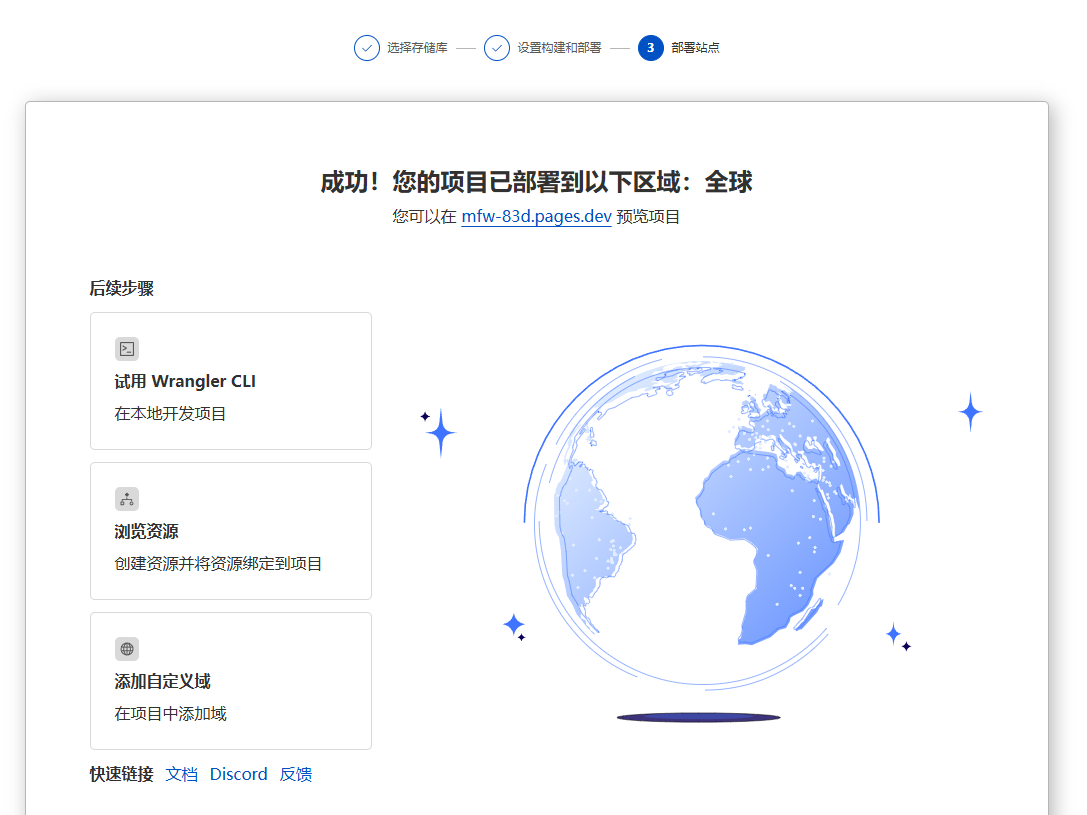 选择存储库
设置构建和部署
3 部署站点
成功！您的项目已部署到以下区域：全球
您可以在 mfw-83d.pages.dev 预览项目
后续步骤
试用 Wrangler CLI
在本地开发项目
浏览资源
创建资源并将资源绑定到项目
添加自定义域
在项目中添加域
快速链接 文档 Discord 反馈